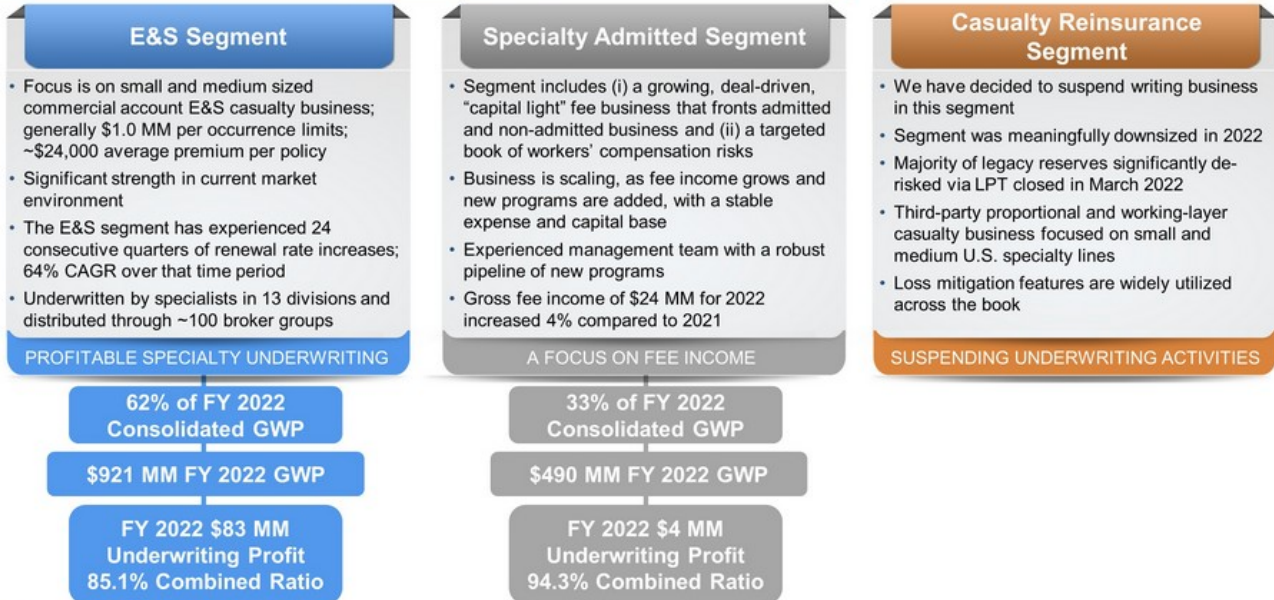 E&S Segment
• Focus is on small and medium sized
commercial account E&S casualty business;
generally $1.0 MM per occurrence limits;
~$24,000 average premium per policy
• Significant strength in current market
environment
• The E&S segment has experienced 24
consecutive quarters of renewal rate increases;
64% CAGR over that time period
• Underwritten by specialists in 13 divisions and
distributed through ~100 broker groups
PROFITABLE SPECIALTY UNDERWRITING
62% of FY 2022
Consolidated GWP
$921 MM FY 2022 GWP
FY 2022 $83 MM
Underwriting Profit
85.1% Combined Ratio
Specialty Admitted Segment
• Segment includes (i) a growing, deal-driven,
“capital light” fee business that fronts admitted
and non-admitted business and (ii) a targeted
book of workers’ compensation risks
• Business is scaling, as fee income grows and
new programs are added, with a stable
expense and capital base
• Experienced management team with a robust
pipeline of new programs
• Gross fee income of $24 MM for 2022
increased 4% compared to 2021
A FOCUS ON FEE INCOME
33% of FY 2022
Consolidated GWP
$490 MM FY 2022 GWP
FY 2022 $4 MM
Underwriting Profit
94.3% Combined Ratio
Casualty Reinsurance
Segment
• We have decided to suspend writing business
in this segment
• Segment was meaningfully downsized in 2022
• Majority of legacy reserves significantly de-
risked via LPT closed in March 2022
• Third-party proportional and working-layer
casualty business focused on small and
medium U.S. specialty lines
• Loss mitigation features are widely utilized
across the book
SUSPENDING UNDERWRITING ACTIVITIES